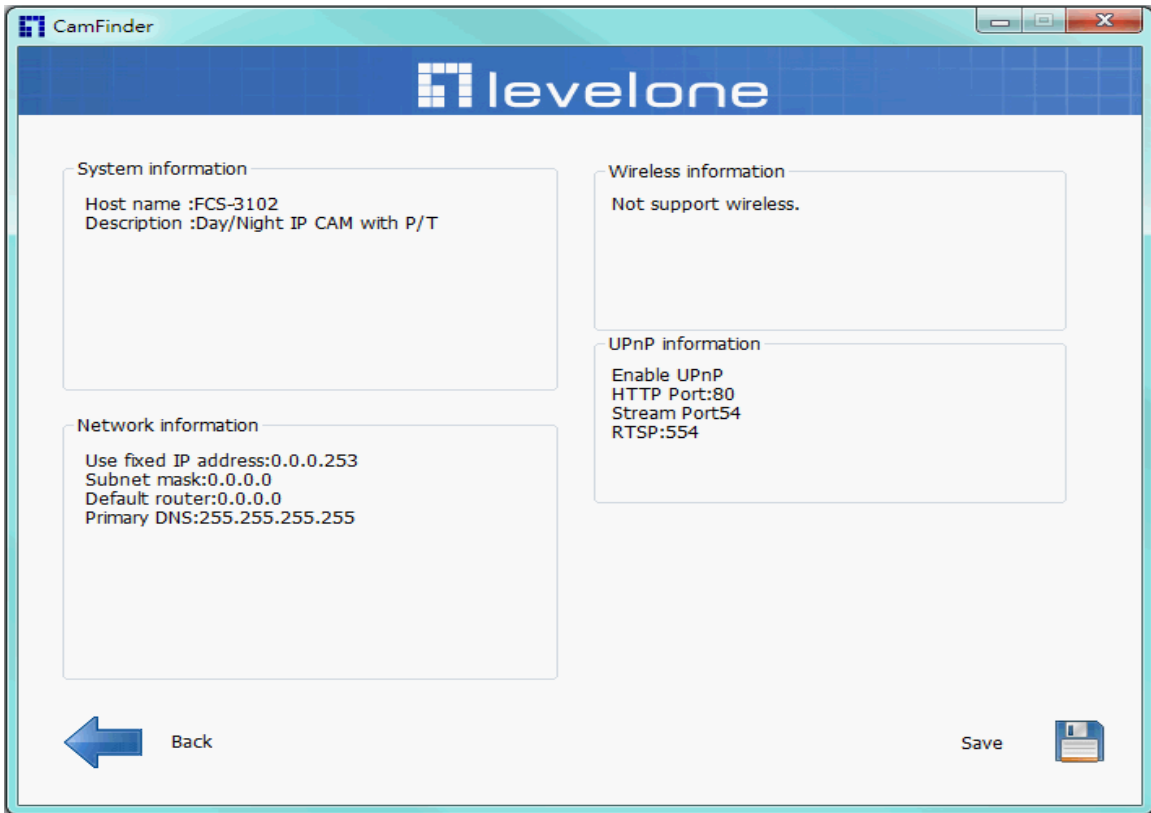 CamFinder
levelone
System information
Host name :FCS-3102
Description :Day/Night IP CAM with P/T
Network information
Use fixed IP address:0.0.0.253
Subnet mask:0.0.0.0
Default router:0.0.0.0
Primary DNS:255.255.255.255
Wireless information
Not support wireless.
UPnP information
Enable UPnP
HTTP Port:80
Stream Port54
RTSP:554
Back
Save